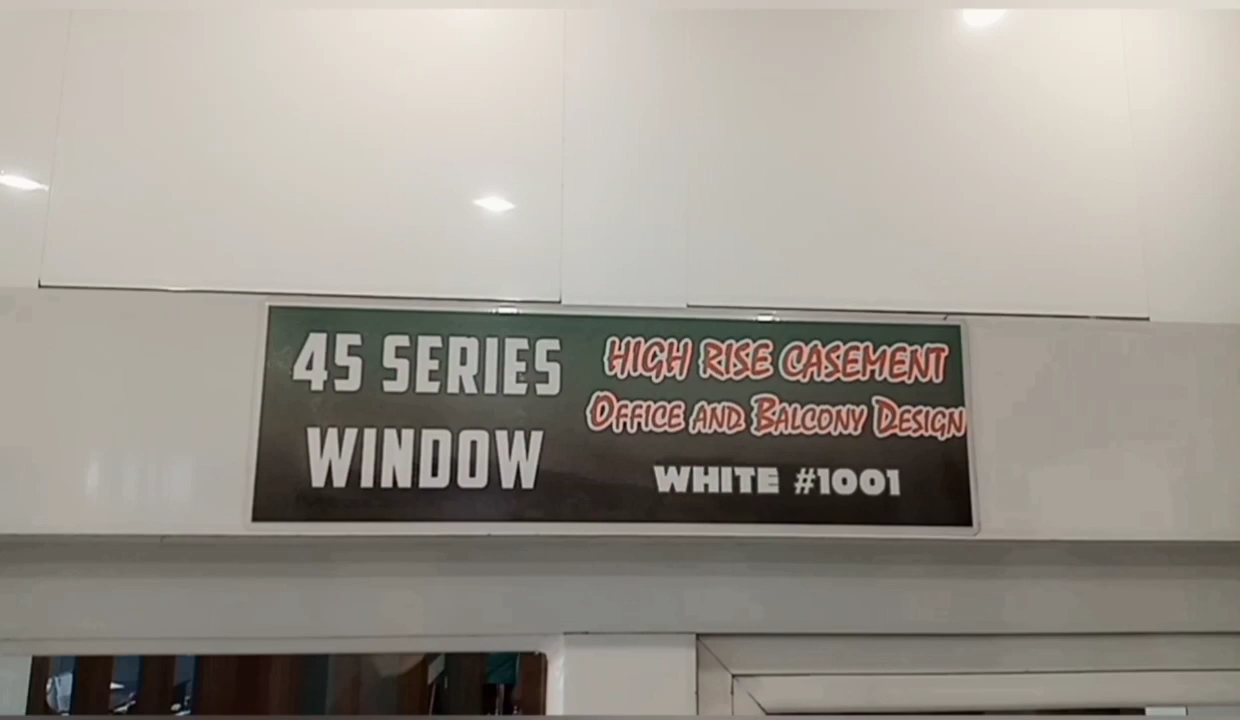 45 SERIES
WINDOW
HIGH RISE CASEMENT
OFFICE AND BALCONY DESIGN
WHITE #1001